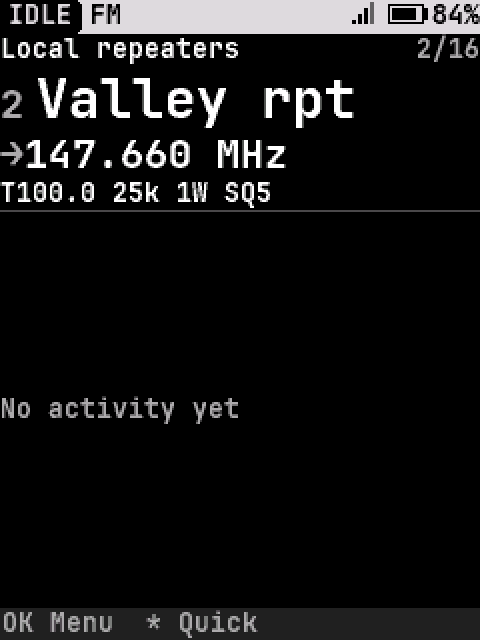 IDLE FM 84%
Local repeaters 2/16
2 Valley rpt
→147.660 MHz
T100.0 25k 1W SQ5
No activity yet
OK Menu * Quick